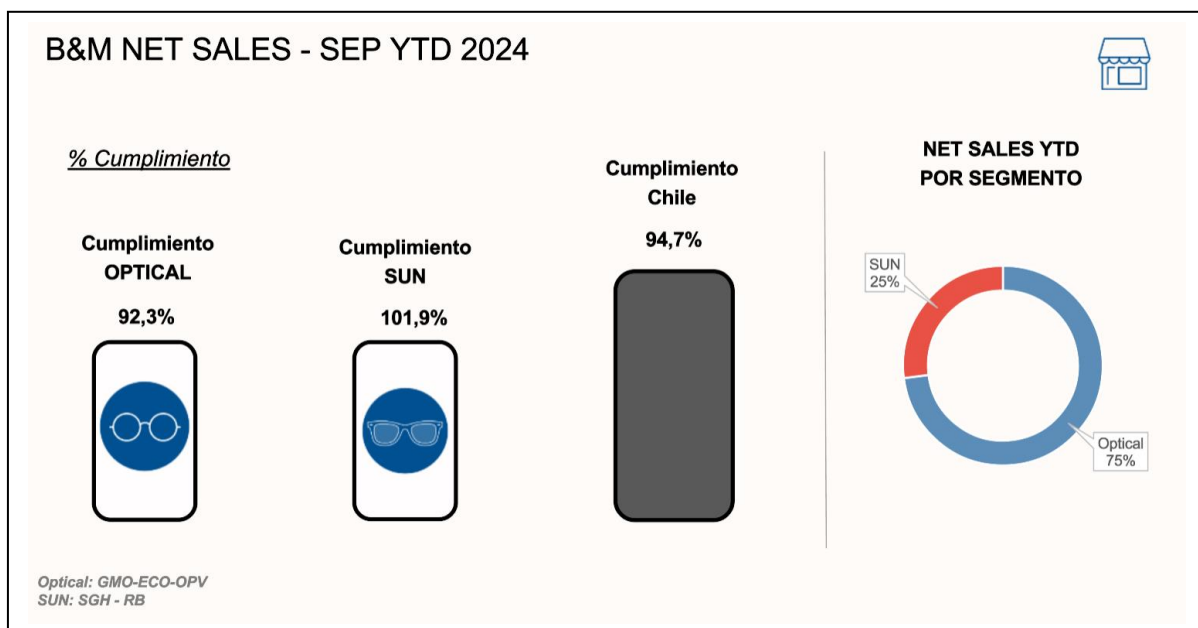 B&M NET SALES - SEP YTD 2024
% Cumplimiento
Cumplimiento
OPTICAL
92,3%
Cumplimiento
SUN
101,9%
Cumplimiento
Chile
94,7%
NET SALES YTD
POR SEGMENTO
SUN
25%
Optical
75%
Optical: GMO-ECO-OPV
SUN: SGH - RB